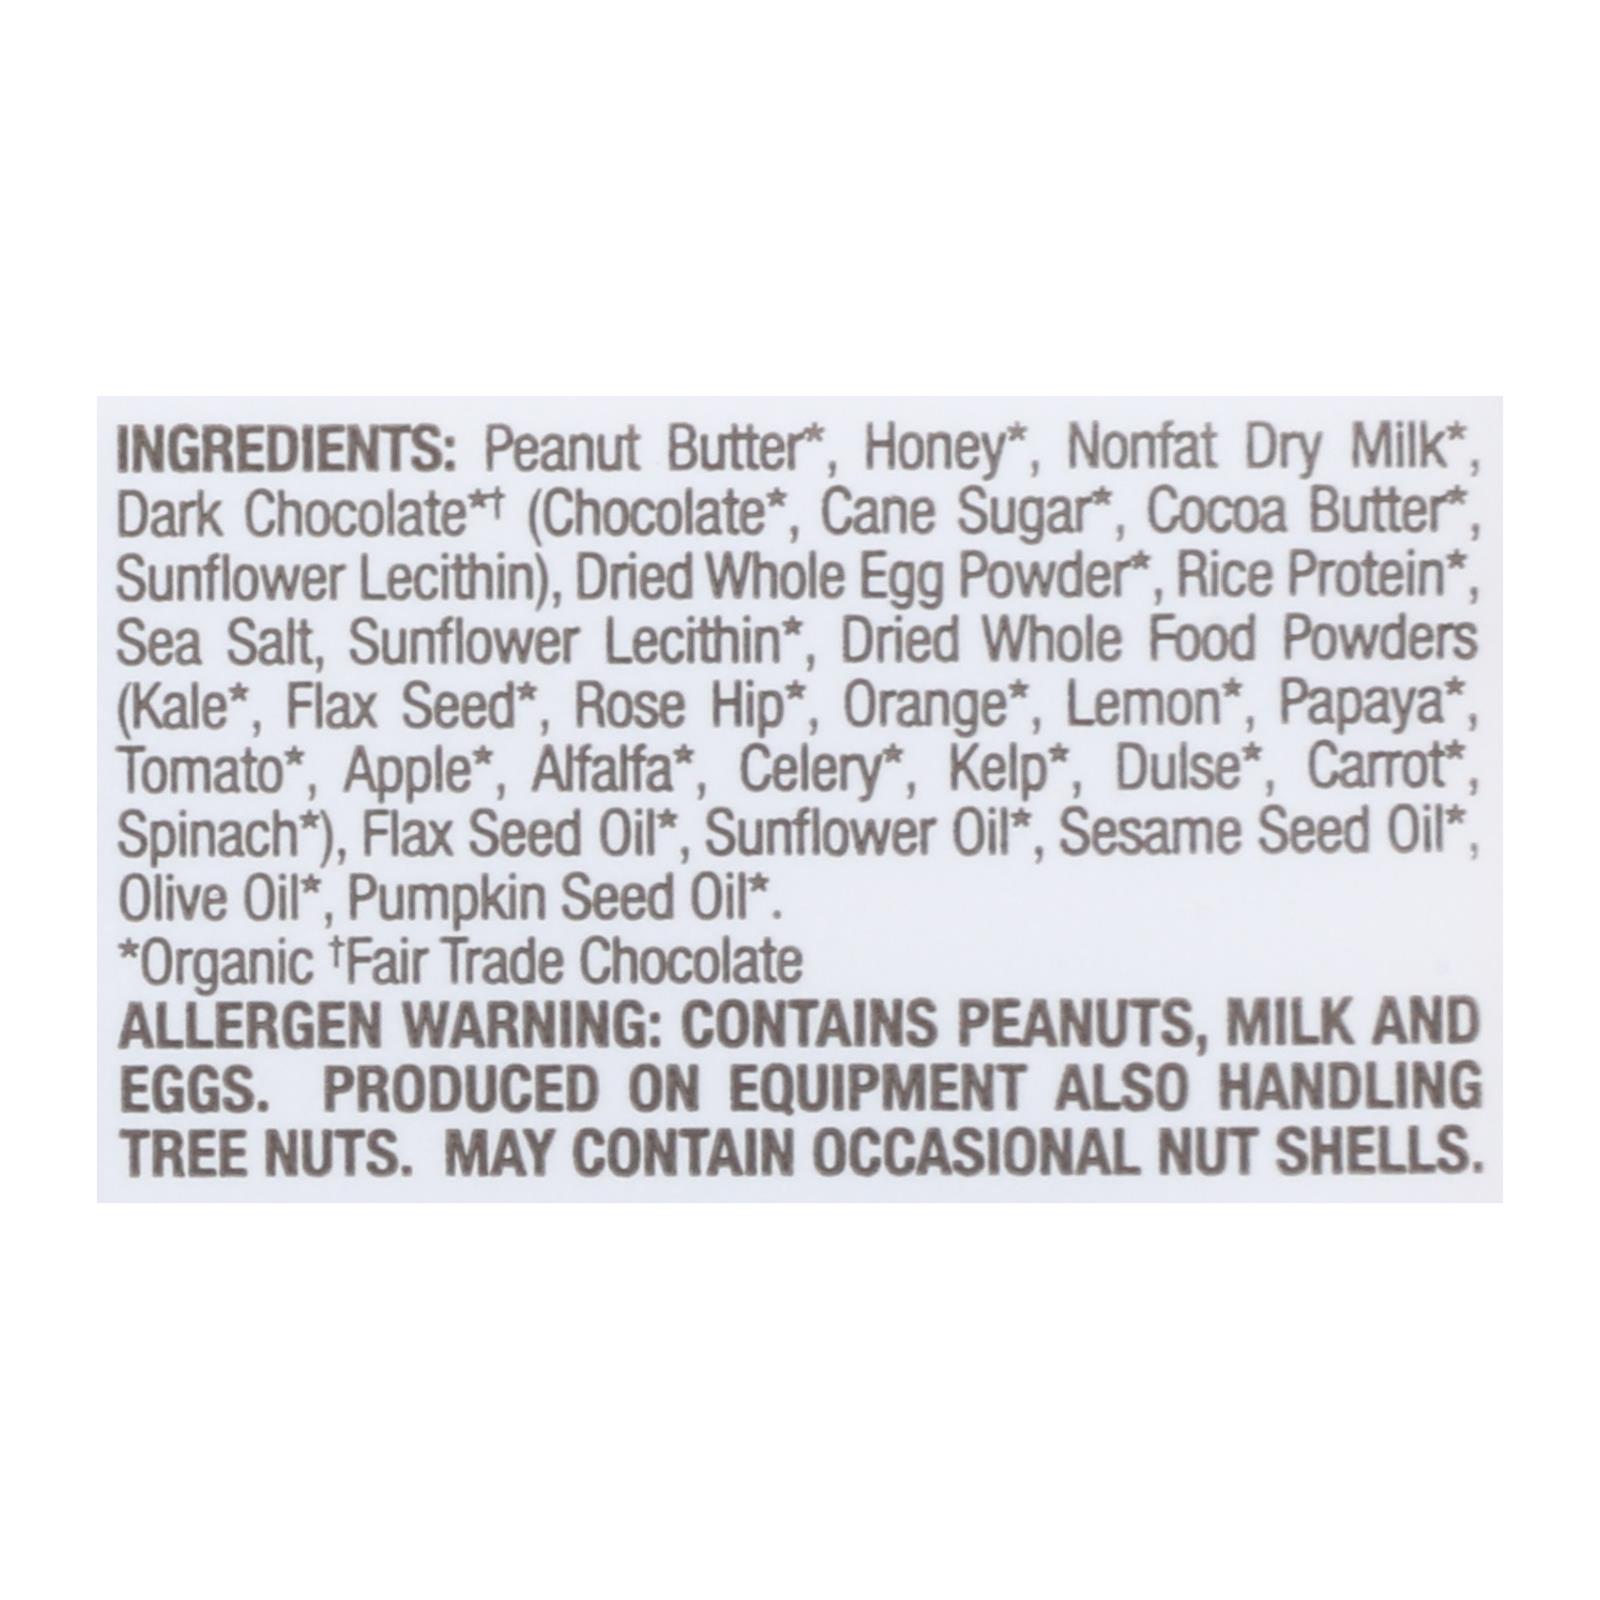 INGREDIENTS: Peanut Butter*, Honey*, Nonfat Dry Milk*,
Dark Chocolate*† (Chocolate*, Cane Sugar*, Cocoa Butter*,
Sunflower Lecithin), Dried Whole Egg Powder*, Rice Protein*,
Sea Salt, Sunflower Lecithin*, Dried Whole Food Powders
(Kale*, Flax Seed*, Rose Hip*, Orange*, Lemon*, Papaya*,
Tomato*, Apple*, Alfalfa*, Celery*, Kelp*, Dulse*, Carrot*,
Spinach*), Flax Seed Oil*, Sunflower Oil*, Sesame Seed Oil*,
Olive Oil*, Pumpkin Seed Oil*.
*Organic †Fair Trade Chocolate
ALLERGEN WARNING: CONTAINS PEANUTS, MILK AND
EGGS. PRODUCED ON EQUIPMENT ALSO HANDLING
TREE NUTS. MAY CONTAIN OCCASIONAL NUT SHELLS.